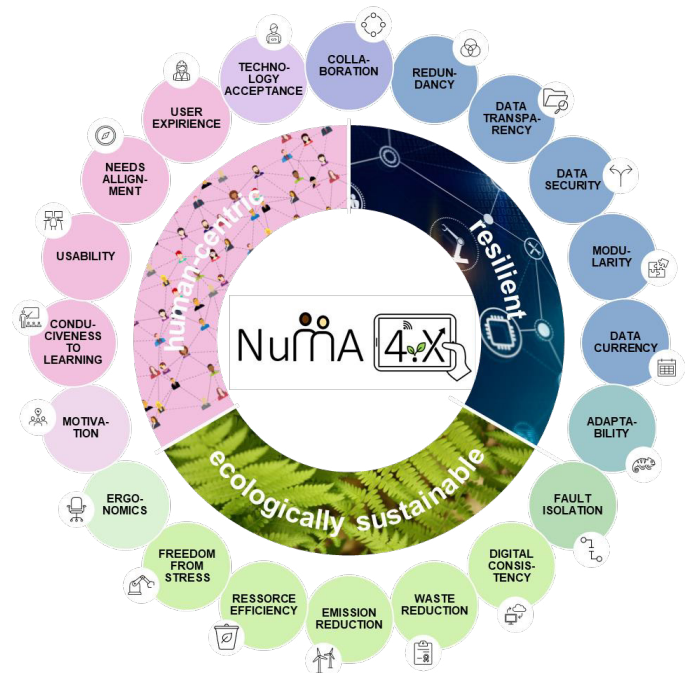 COLLA-
BORATION
REDUN-
DANCY
DATA
TRANSPA-
RENCY
DATA
SECURITY
MODU-
LARITY
DATA
CURRENCY
ADAPTA-
BILITY
FAULT
ISOLATION
DIGITAL
CONSIS-
TENCY
WASTE
REDUCTION
EMISSION
REDUCTION
RESSORCE
EFFICIENCY
FREEDOM
FROM
STRESS
ERGO-
NOMICS
MOTIVA-
TION
CONDU-
CIVENESS
TO
LEARNING
USABILITY
NEEDS
ALLIGN-
MENT
USER
EXPIRIENCE
TECHNO-
LOGY
ACCEPTANCE
human-centric
resilient
ecologically sustainable
NuMA 4.X